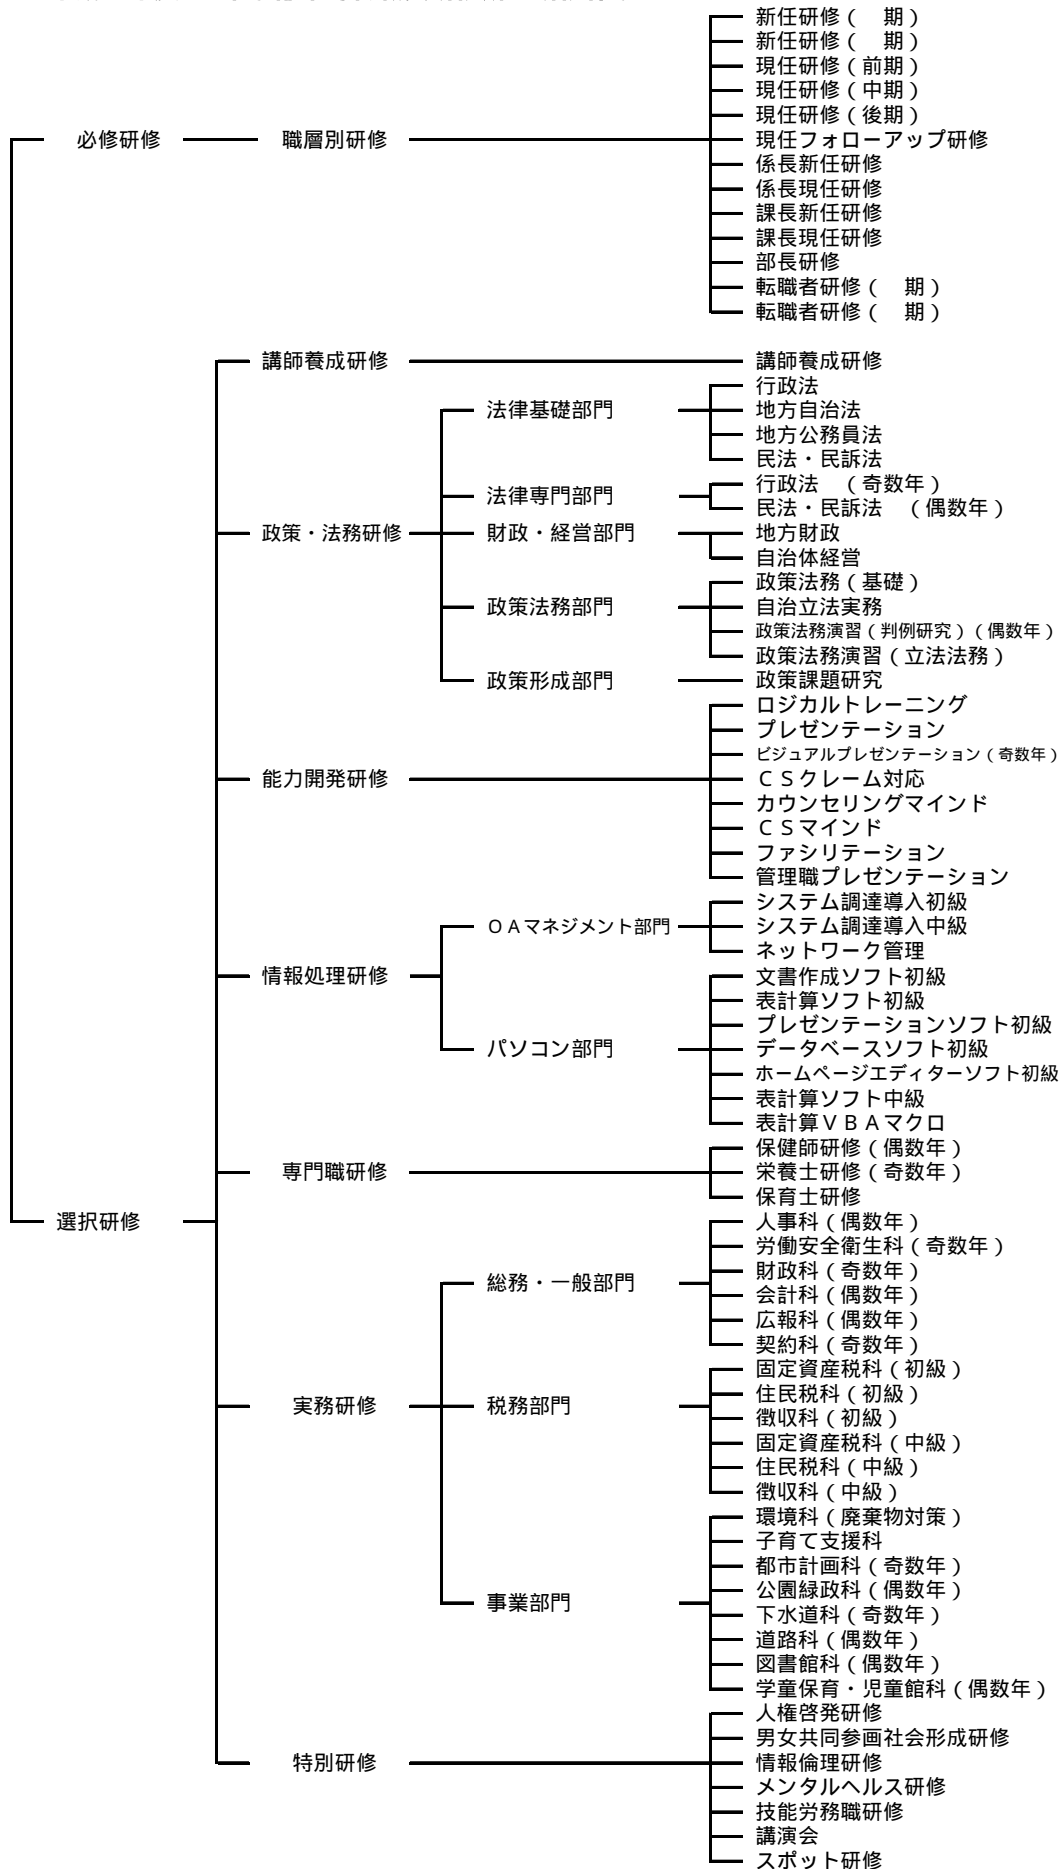 新任研修(　期)
新任研修(　期)
現任研修(前期)
現任研修(中期)
現任研修(後期)
必修研修　職層別研修　現任フォローアップ研修
係長新任研修
係長現任研修
課長新任研修
課長現任研修
部長研修
転職者研修(　期)
転職者研修(　期)
講師養成研修　講師養成研修
行政法
法律基礎部門　地方自治法
地方公務員法
民法・民訴法
行政法　(奇数年)
法律専門部門
民法・民訴法　(偶数年)
政策・法務研修　財政・経営部門　地方財政
自治体経営
政策法務(基礎)
政策法務部門　自治立法実務
政策法務演習(判例研究)(偶数年)
政策法務演習(立法法務)
政策形成部門　政策課題研究
ロジカルトレーニング
プレゼンテーション
ビジュアルプレゼンテーション(奇数年)
能力開発研修　CSクレーム対応
カウンセリングマインド
CSマインド
ファシリテーション
管理職プレゼンテーション
システム調達導入初級
OAマネジメント部門　システム調達導入中級
ネットワーク管理
情報処理研修　文書作成ソフト初級
表計算ソフト初級
プレゼンテーションソフト初級
パソコン部門　データベースソフト初級
ホームページエディターソフト初級
表計算ソフト中級
表計算VBAマクロ
保健師研修(偶数年)
専門職研修　栄養士研修(奇数年)
保育士研修
選択研修　人事科(偶数年)
労働安全衛生科(奇数年)
総務・一般部門　財政科(奇数年)
会計科(偶数年)
広報科(偶数年)
契約科(奇数年)
固定資産税科(初級)
住民税科(初級)
実務研修　税務部門　徴収科(初級)
固定資産税科(中級)
住民税科(中級)
徴収科(中級)
環境科(廃棄物対策)
子育て支援科
都市計画科(奇数年)
公園緑政科(偶数年)
事業部門　下水道科(奇数年)
道路科(偶数年)
図書館科(偶数年)
学童保育・児童館科(偶数年)
人権啓発研修
男女共同参画社会形成研修
特別研修　情報倫理研修
メンタルヘルス研修
技能労務職研修
講演会
スポット研修